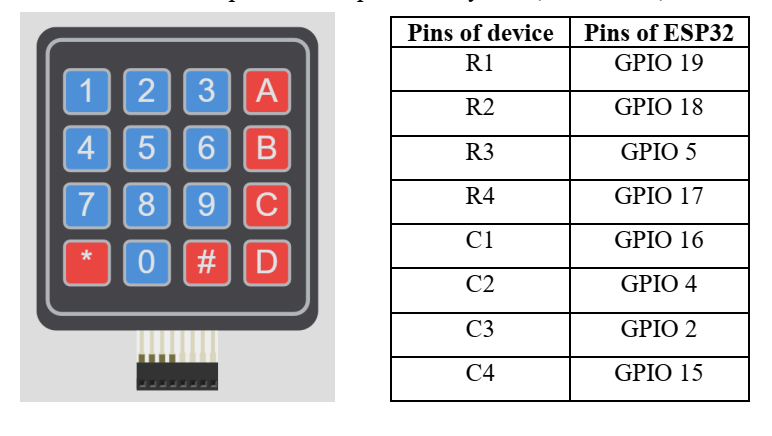 1 2 3 A
4 5 6 B
7 8 9 C
* 0 # D
Pins of device Pins of ESP32
R1 GPIO 19
R2 GPIO 18
R3 GPIO 5
R4 GPIO 17
C1 GPIO 16
C2 GPIO 4
C3 GPIO 2
C4 GPIO 15